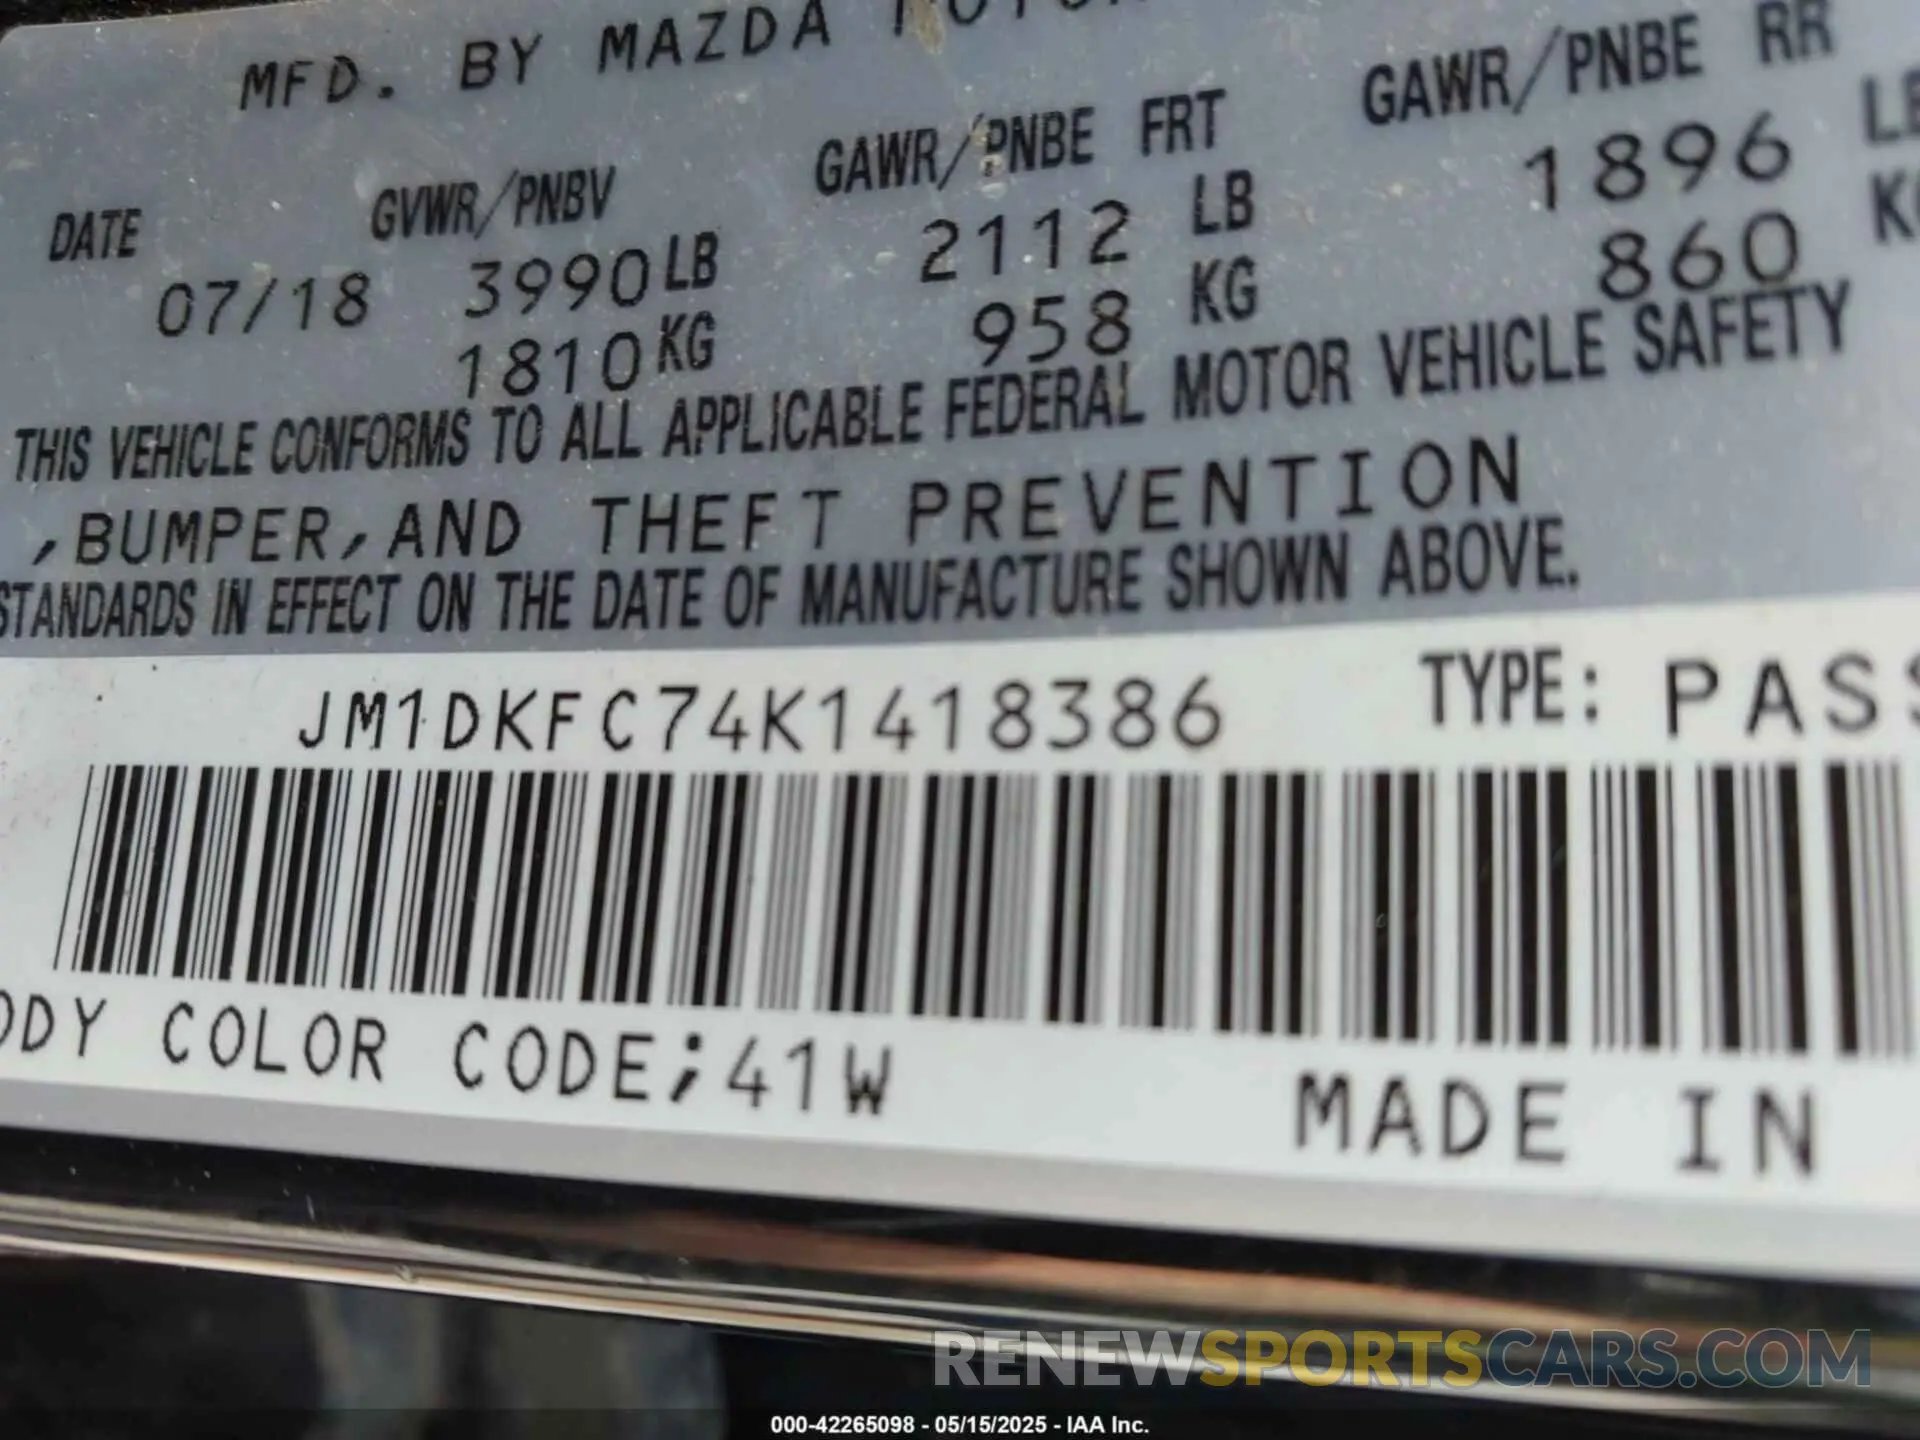 MFD. BY MAZDA
GAWR/PNBE RR
GAWR/PNBE FRT
GVWR/PNBV
DATE
07/18 3990LB 2112 LB 1896
1810KG 958 KG 860
THIS VEHICLE CONFORMS TO ALL APPLICABLE FEDERAL MOTOR VEHICLE SAFETY
,BUMPER,AND THEFT PREVENTION
STANDARDS IN EFFECT ON THE DATE OF MANUFACTURE SHOWN ABOVE.
JM1DKFC74K1418386 TYPE: PASS
ODY COLOR CODE;41W
MADE IN
RENEWSPORTSCARS.COM
000-42265098 - 05/15/2025 - IAA Inc.